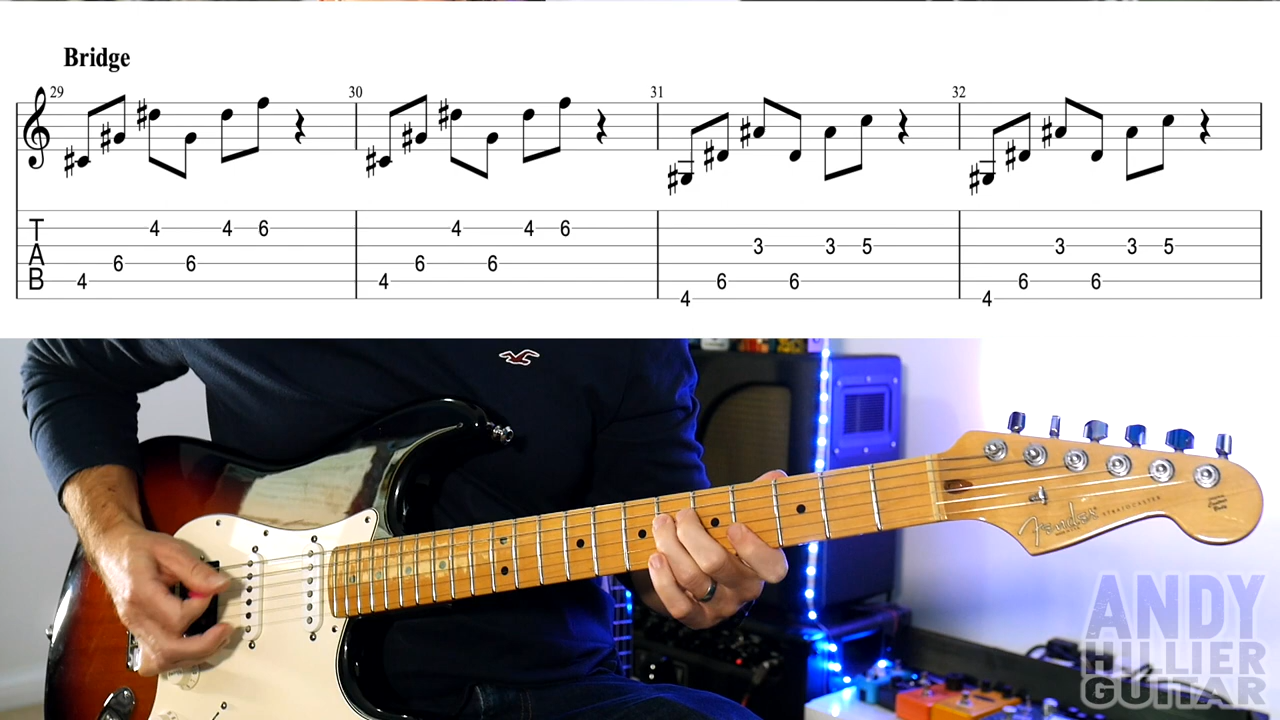 Bridge
29 30 31 32
T 4 4 6 4 4 6
3 3 5 3 3 5
A 6 6 6 6
B 4 4 6 6 6 6
4 4
Fender STRATOCASTER
ANDY
HILLIER
GUITAR